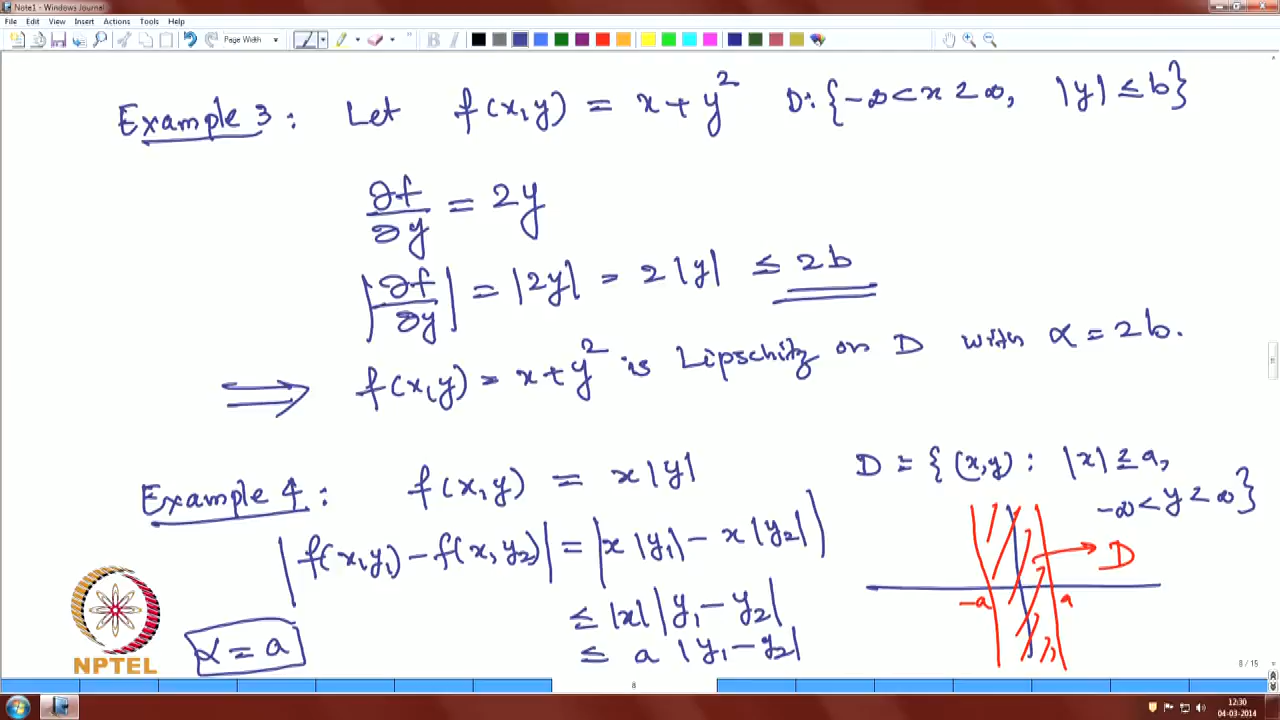 Note1 - Windows Journal
File Edit View Insert Actions Tools Help
Page Width
Example 3: Let f(x,y) = x + y² D: {-∞ < x < ∞, |y| ≤ b}
∂f/∂y = 2y
|∂f/∂y| = |2y| = 2|y| ≤ 2b
⟹ f(x,y) = x + y² is Lipschitz on D with α = 2b.
Example 4: f(x,y) = x|y| D = {(x,y) : |x| ≤ a,
-∞ < y < ∞}
|f(x,y₁) - f(x,y₂)| = |x|y₁| - x|y₂||
≤ |x| |y₁ - y₂|
≤ a |y₁ - y₂|
α = a
D
-a a
NPTEL
8 / 15
8
12:30
04-03-2014